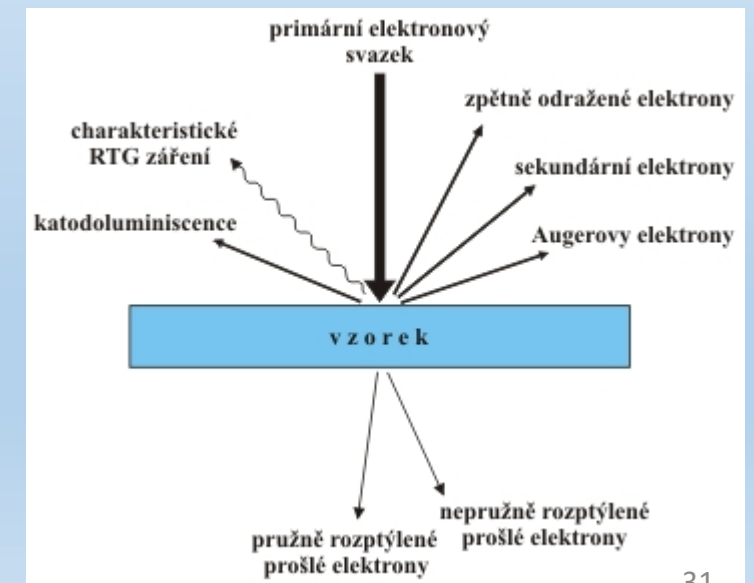 primární elektronový
svazek
zpětně odražené elektrony
charakteristické
RTG záření
sekundární elektrony
katodoluminiscence
Augerovy elektrony
vzorek
nepružně rozptýlené
prošlé elektrony
pružně rozptýlené
prošlé elektrony
31